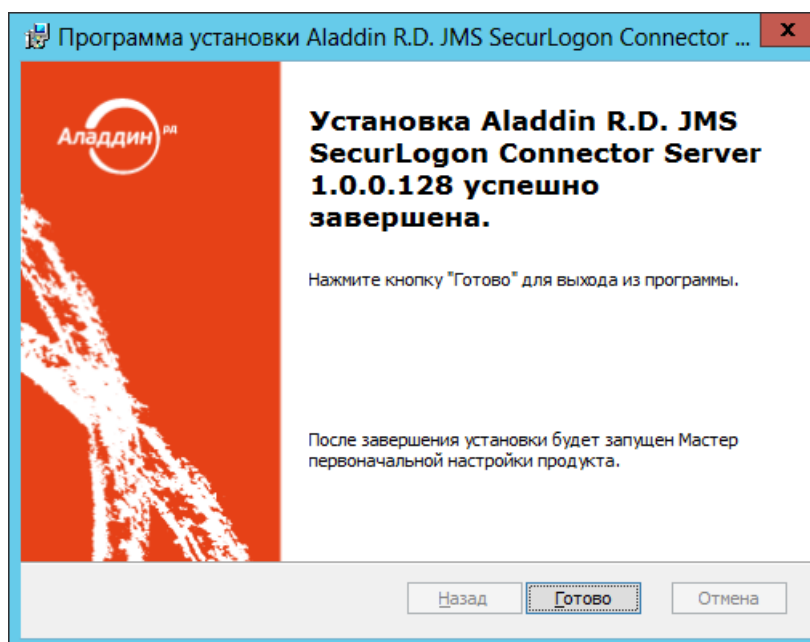 Программа установки Aladdin R.D. JMS SecurLogon Connector ...
x
Аладдин РД
Установка Aladdin R.D. JMS
SecurLogon Connector Server
1.0.0.128 успешно
завершена.
Нажмите кнопку "Готово" для выхода из программы.
После завершения установки будет запущен Мастер
первоначальной настройки продукта.
Назад Готово Отмена